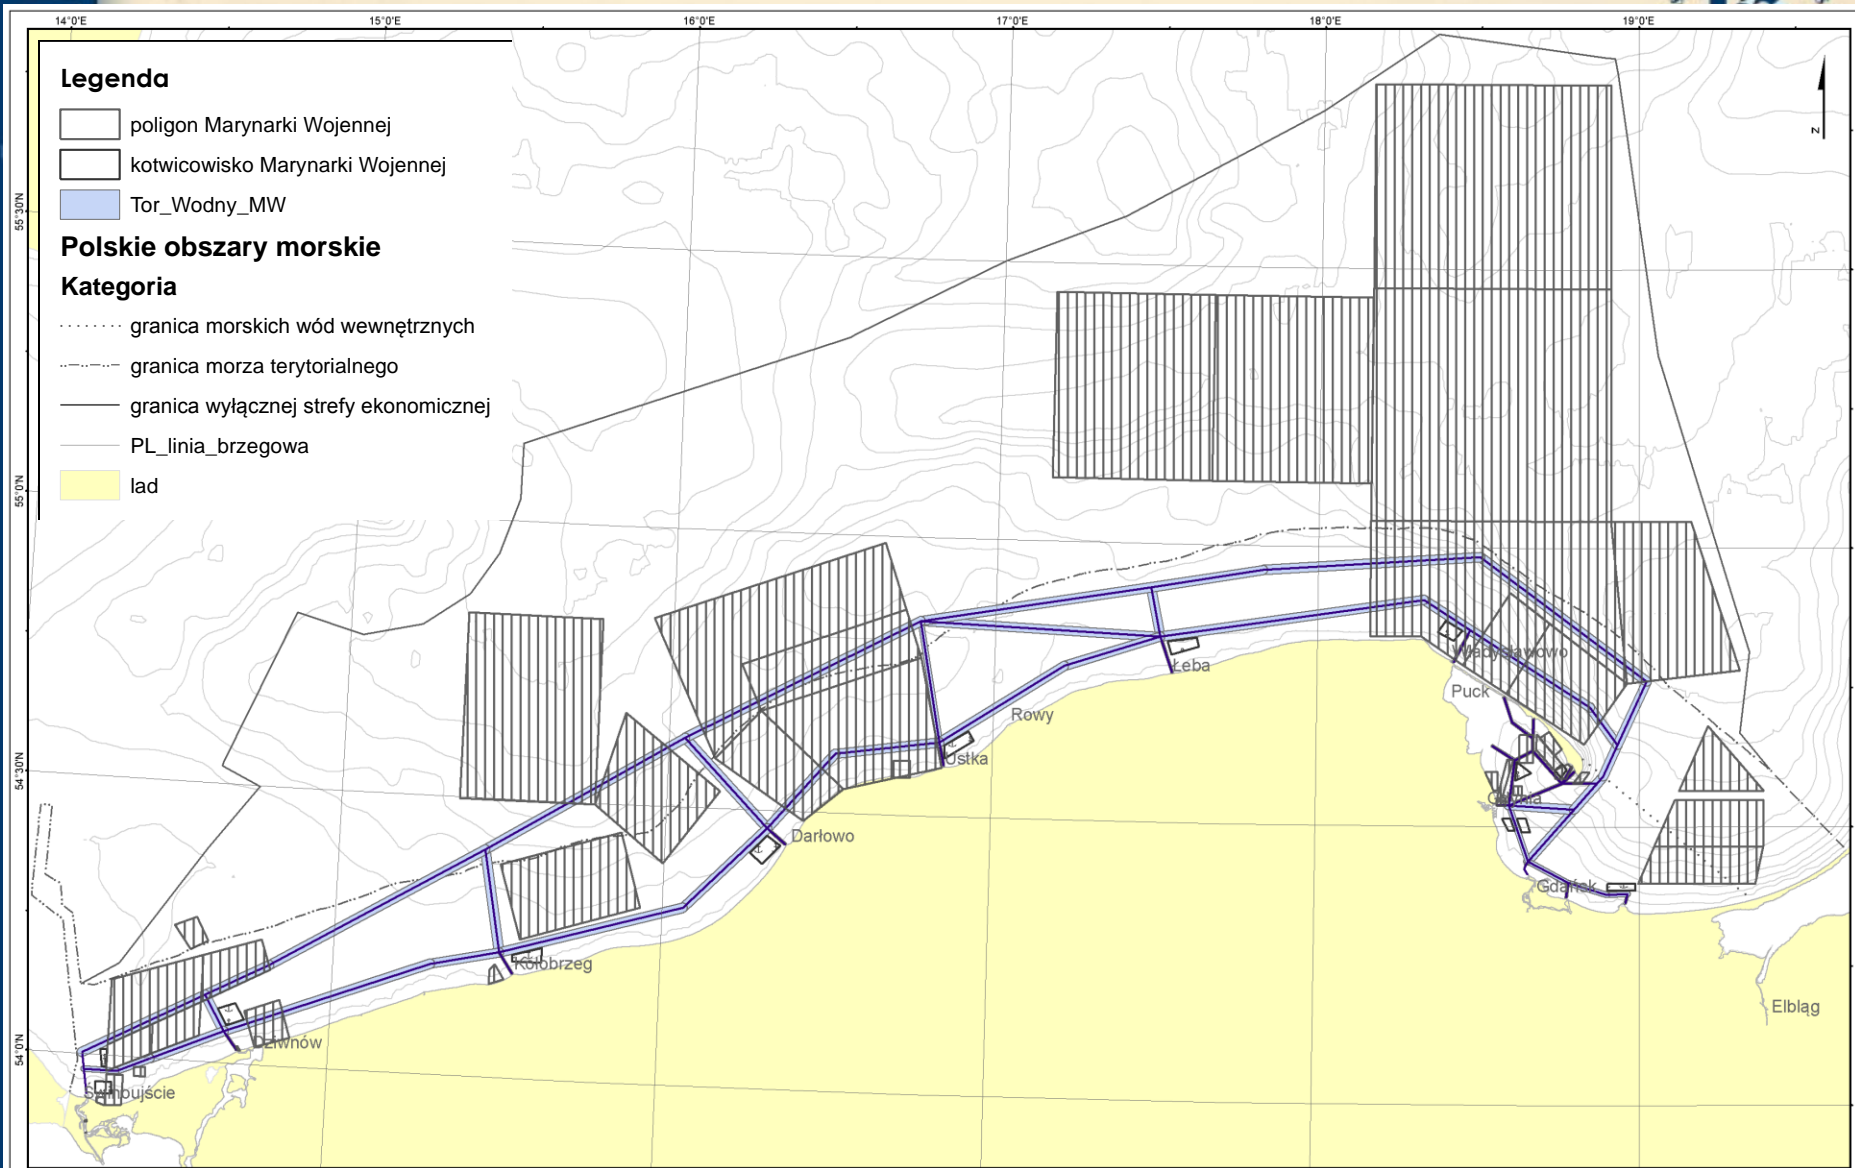 14°0'E 15°0'E 16°0'E 17°0'E 18°0'E 19°0'E
Legenda
poligon Marynarki Wojennej
kotwicowisko Marynarki Wojennej
Tor_Wodny_MW
Polskie obszary morskie
Kategoria
granica morskich wód wewnętrznych
granica morza terytorialnego
granica wyłącznej strefy ekonomicznej
PL_linia_brzegowa
lad
N
55°30'N
55°0'N
54°30'N
54°0'N
Władysławowo
Łeba
Puck
Rowy
Ustka
Gdynia
Darłowo
Gdańsk
Kołobrzeg
Elbląg
Dziwnów
Świnoujście